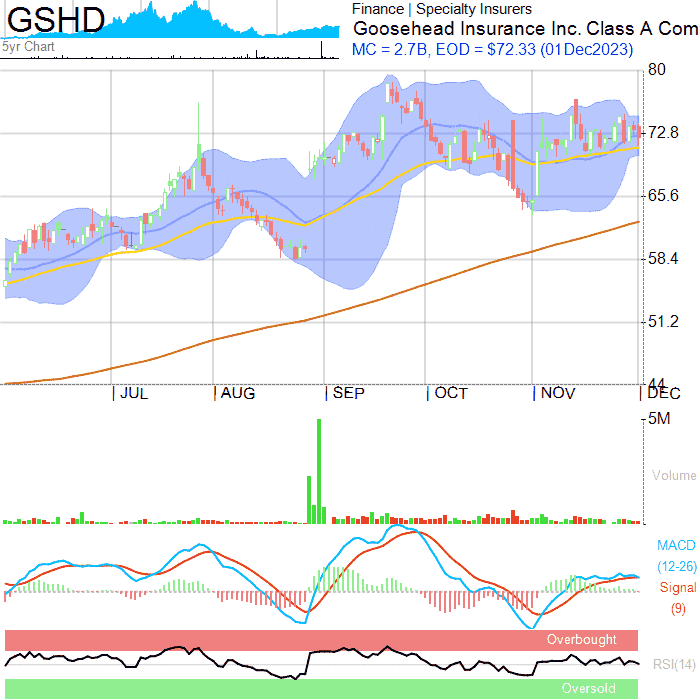 GSHD
5yr Chart
Finance | Specialty Insurers
Goosehead Insurance Inc. Class A Com
MC = 2.7B, EOD = $72.33 (01Dec2023)
80
72.8
65.6
58.4
51.2
44
| JUL | AUG | SEP | OCT | NOV | DEC
5M
Volume
MACD
(12-26)
Signal
(9)
Overbought
RSI(14)
Oversold